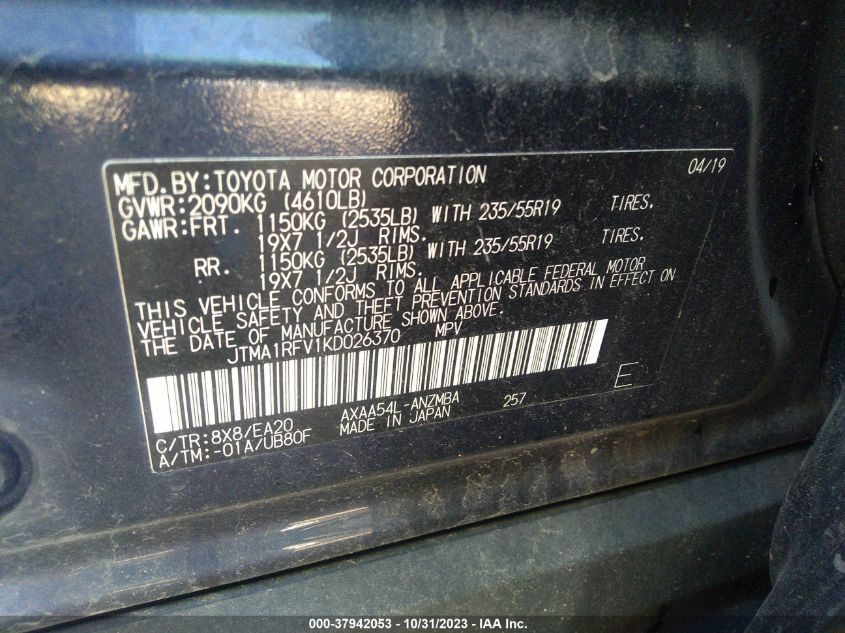 MFD.BY:TOYOTA MOTOR CORPORATION 04/19
GVWR:2090KG (4610LB)
GAWR:FRT. 1150KG (2535LB) WITH 235/55R19 TIRES.
19X7 1/2J RIMS.
RR. 1150KG (2535LB) WITH 235/55R19 TIRES.
19X7 1/2J RIMS.
THIS VEHICLE CONFORMS TO ALL APPLICABLE FEDERAL MOTOR
VEHICLE SAFETY AND THEFT PREVENTION STANDARDS IN EFFECT ON
THE DATE OF MANUFACTURE SHOWN ABOVE.
JTMA1RFV1KD026370 MPV
E
C/TR:8X8/EA20 AXAA54L-ANZMBA 257
A/TM:-01A/UB80F MADE IN JAPAN
000-37942053 - 10/31/2023 - IAA Inc.